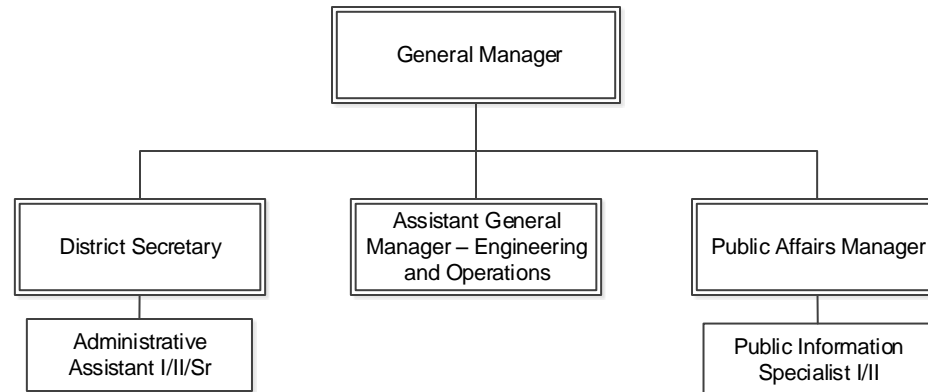 General Manager
District Secretary
Assistant General
Manager – Engineering
and Operations
Public Affairs Manager
Administrative
Assistant I/II/Sr
Public Information
Specialist I/II